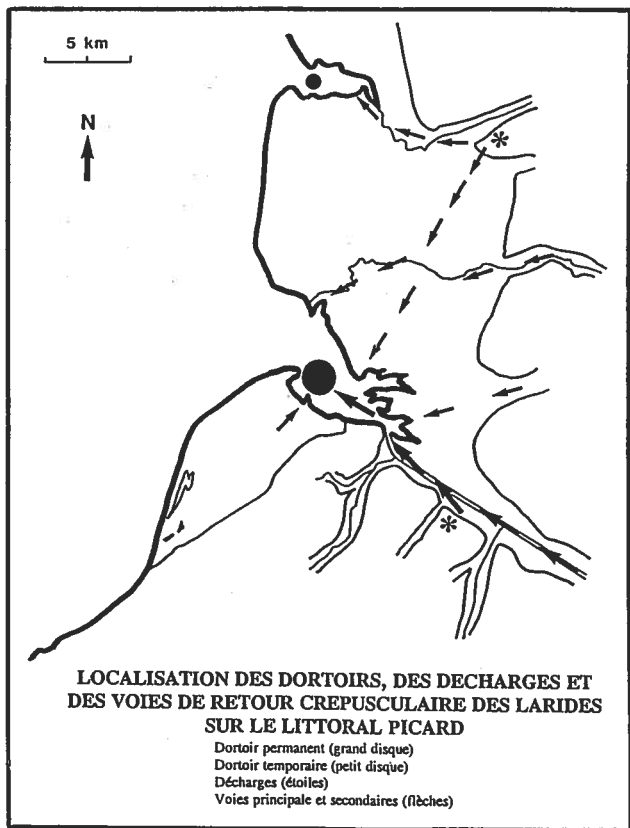 5 km
N
LOCALISATION DES DORTOIRS, DES DECHARGES ET
DES VOIES DE RETOUR CREPUSCULAIRE DES LARIDES
SUR LE LITTORAL PICARD
Dortoir permanent (grand disque)
Dortoir temporaire (petit disque)
Décharges (étoiles)
Voies principale et secondaires (flèches)